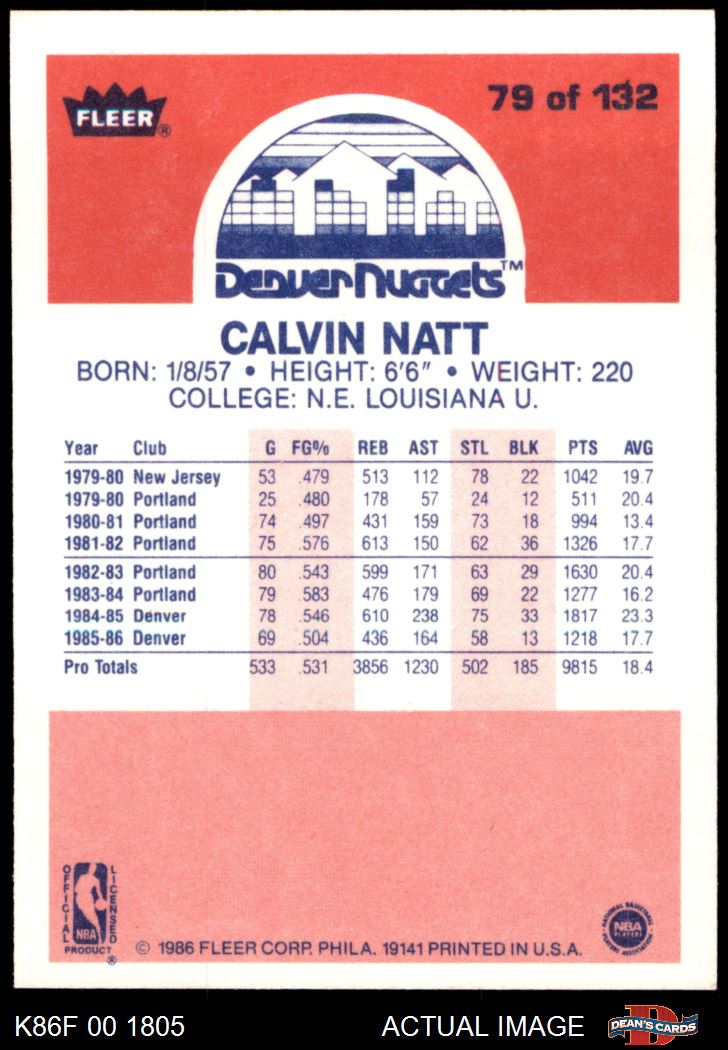 FLEER ®
79 of 132
Denver Nuggets™
CALVIN NATT
BORN: 1/8/57 • HEIGHT: 6'6" • WEIGHT: 220
COLLEGE: N.E. LOUISIANA U.
Year Club G FG% REB AST STL BLK PTS AVG
1979-80 New Jersey 53 .479 513 112 78 22 1042 19.7
1979-80 Portland 25 .480 178 57 24 12 511 20.4
1980-81 Portland 74 .497 431 159 73 18 994 13.4
1981-82 Portland 75 .576 613 150 62 36 1326 17.7
1982-83 Portland 80 .543 599 171 63 29 1630 20.4
1983-84 Portland 79 .583 476 179 69 22 1277 16.2
1984-85 Denver 78 .546 610 238 75 33 1817 23.3
1985-86 Denver 69 .504 436 164 58 13 1218 17.7
Pro Totals 533 .531 3856 1230 502 185 9815 18.4
OFFICIAL
LICENSED
NBA
PRODUCT ®
© 1986 FLEER CORP. PHILA. 19141 PRINTED IN U.S.A.
NATIONAL BASKETBALL
NBA
PLAYERS
PLAYERS ASSOCIATION
K86F 00 1805
ACTUAL IMAGE
DEAN'S CARDS